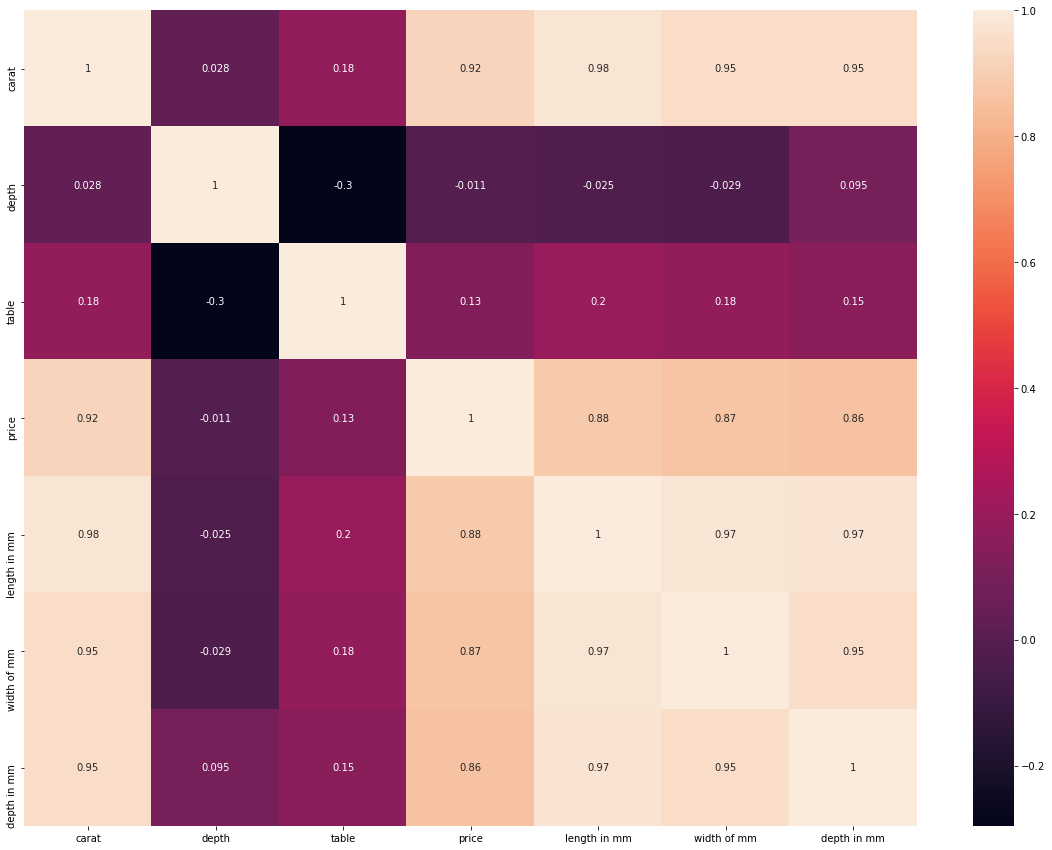 carat 1 0.028 0.18 0.92 0.98 0.95 0.95
depth 0.028 1 -0.3 -0.011 -0.025 -0.029 0.095
table 0.18 -0.3 1 0.13 0.2 0.18 0.15
price 0.92 -0.011 0.13 1 0.88 0.87 0.86
length in mm 0.98 -0.025 0.2 0.88 1 0.97 0.97
width of mm 0.95 -0.029 0.18 0.87 0.97 1 0.95
depth in mm 0.95 0.095 0.15 0.86 0.97 0.95 1
carat depth table price length in mm width of mm depth in mm
1.0
0.8
0.6
0.4
0.2
0.0
−0.2